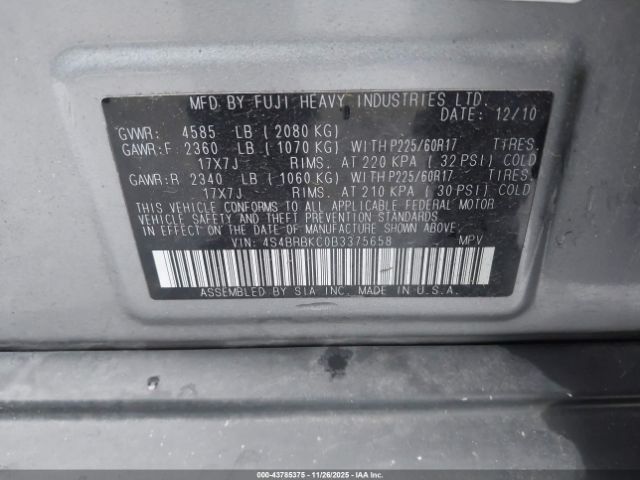 MFD. BY FUJI HEAVY INDUSTRIES LTD.
DATE: 12/10
GVWR: 4585 LB ( 2080 KG)
GAWR:F 2360 LB ( 1070 KG) WITH P225/60R17 TIRES.
17X7J RIMS. AT 220 KPA ( 32 PSI) COLD
GAWR:R 2340 LB ( 1060 KG) WITH P225/60R17 TIRES.
17X7J RIMS. AT 210 KPA ( 30 PSI) COLD
THIS VEHICLE CONFORMS TO ALL APPLICABLE FEDERAL MOTOR
VEHICLE SAFETY AND THEFT PREVENTION STANDARDS IN EFFECT ON
THE DATE OF MANUFACTURE SHOWN ABOVE.
VIN: 4S4BRBKC0B3375658 MPV
ASSEMBLED BY SIA INC. MADE IN U.S.A.
000-43785375 - 11/26/2025 - IAA Inc.